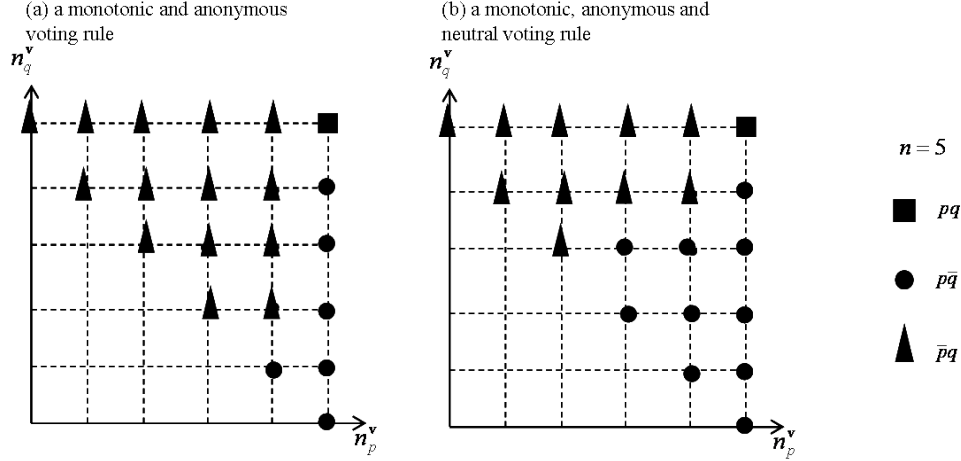 (a) a monotonic and anonymous
voting rule
n_q^v
n_p^v
(b) a monotonic, anonymous and
neutral voting rule
n_q^v
n_p^v
n = 5
pq
pq̄
p̄q